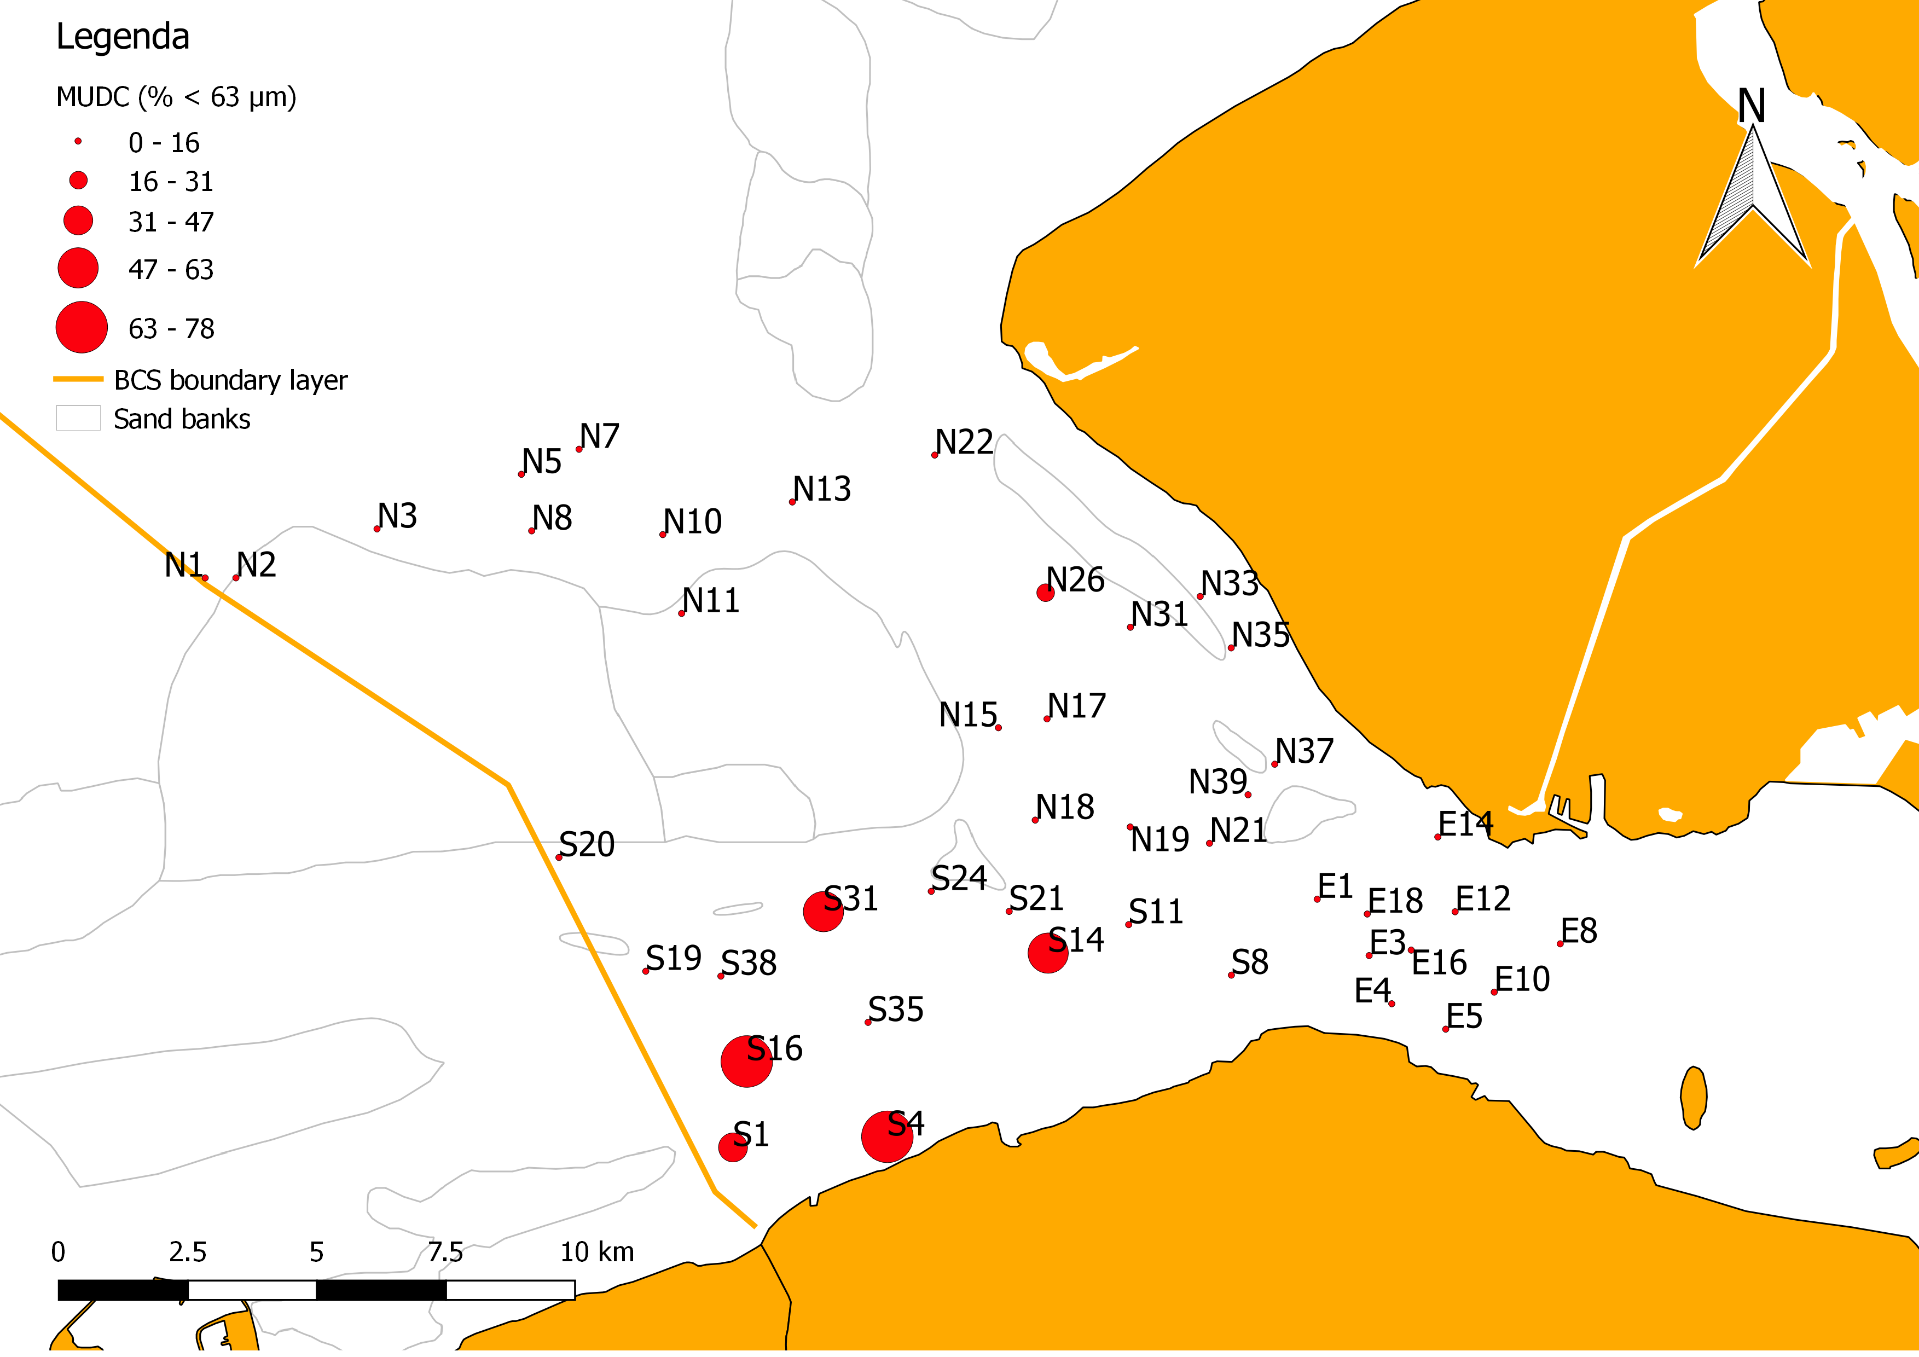 Legenda
MUDC (% < 63 µm)
0 - 16
16 - 31
31 - 47
47 - 63
63 - 78
BCS boundary layer
Sand banks
N
N7
N22
N5
N13
N3
N8
N10
N1
N2
N26
N33
N11
N31
N35
N15
N17
N37
N39
N18
N19
N21
E14
S20
S24
E1
S31
S21
S11
E18
E12
S14
E3
E8
S19
S38
S8
E16
E4
E10
S35
E5
S16
S4
S1
0 2.5 5 7.5 10 km